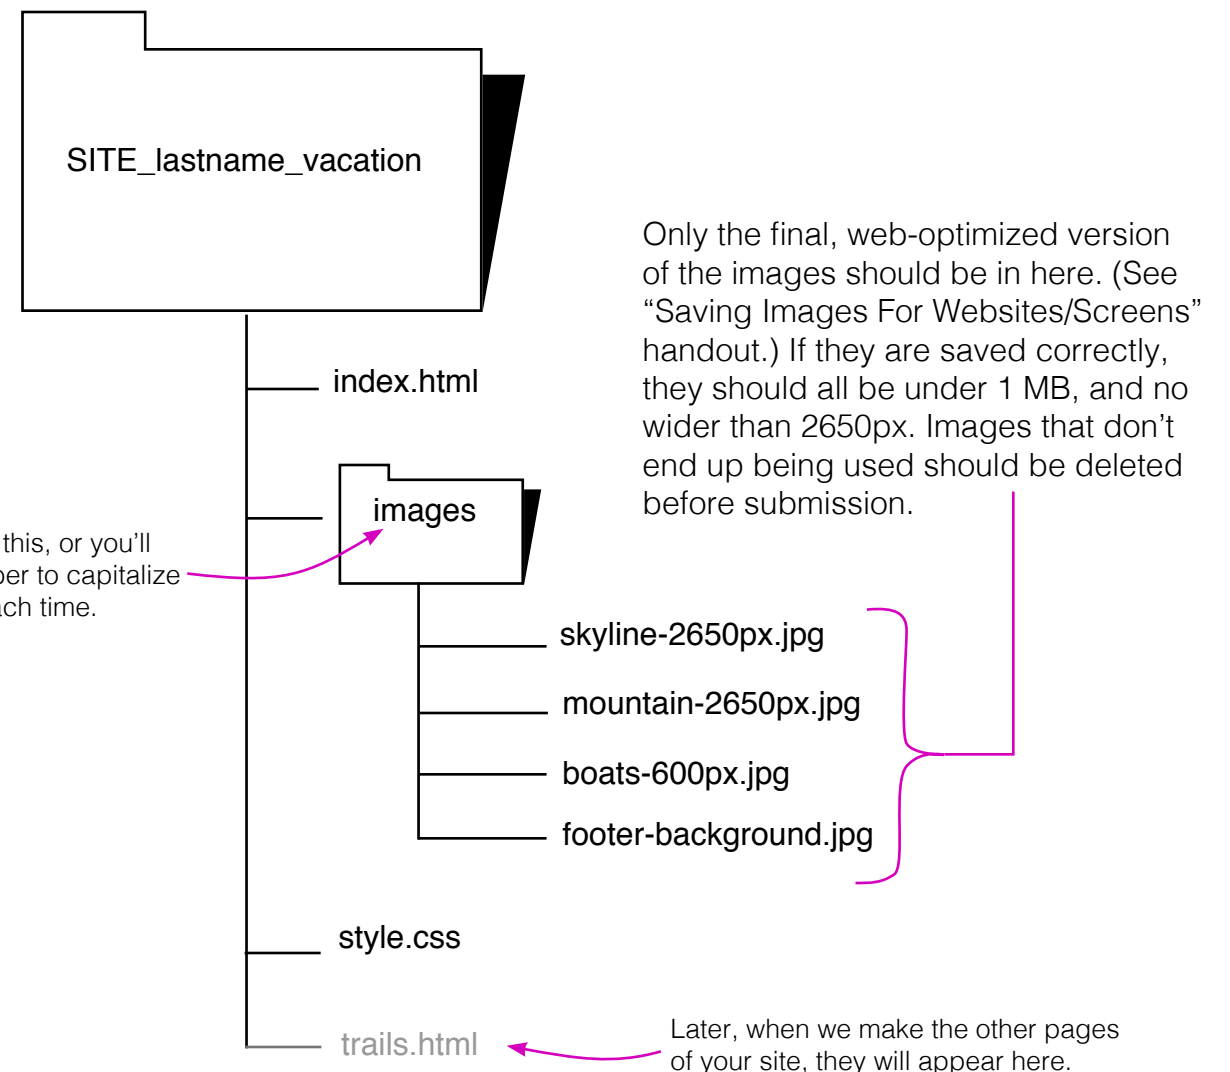 SITE_lastname_vacation
Only the final, web-optimized version
of the images should be in here. (See
“Saving Images For Websites/Screens”
handout.) If they are saved correctly,
they should all be under 1 MB, and no
wider than 2650px. Images that don’t
end up being used should be deleted
before submission.
index.html
images
this, or you’ll
to capitalize
time.
skyline-2650px.jpg
mountain-2650px.jpg
boats-600px.jpg
footer-background.jpg
style.css
trails.html
Later, when we make the other pages
of your site, they will appear here.